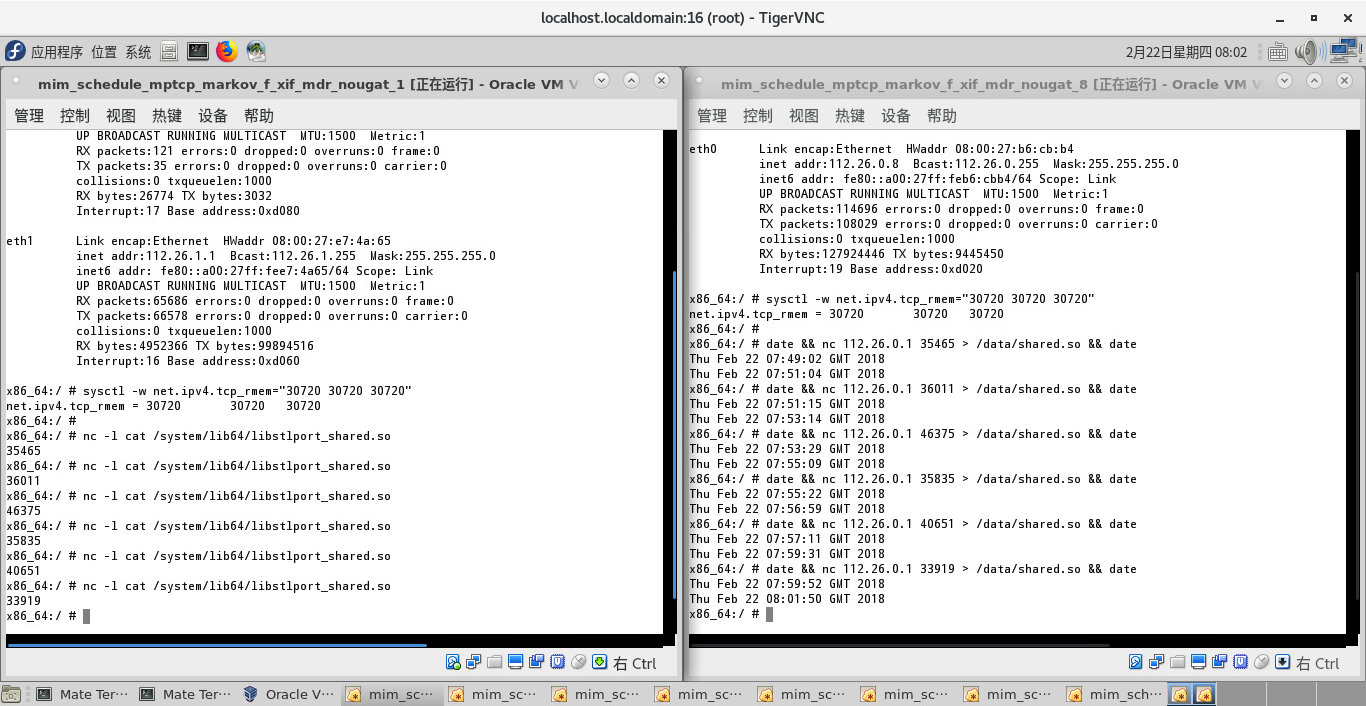 localhost.localdomain:16 (root) - TigerVNC
应用程序 位置 系统
2月22日星期四 08:02
mim_schedule_mptcp_markov_f_xif_mdr_nougat_1 [正在运行] - Oracle VM V
管理 控制 视图 热键 设备 帮助
UP BROADCAST RUNNING MULTICAST  MTU:1500  Metric:1
RX packets:121 errors:0 dropped:0 overruns:0 frame:0
TX packets:35 errors:0 dropped:0 overruns:0 carrier:0
collisions:0 txqueuelen:1000
RX bytes:26774 TX bytes:3032
Interrupt:17 Base address:0xd080
eth1      Link encap:Ethernet  HWaddr 08:00:27:e7:4a:65
inet addr:112.26.1.1  Bcast:112.26.1.255  Mask:255.255.255.0
inet6 addr: fe80::a00:27ff:fee7:4a65/64 Scope: Link
UP BROADCAST RUNNING MULTICAST  MTU:1500  Metric:1
RX packets:65686 errors:0 dropped:0 overruns:0 frame:0
TX packets:66578 errors:0 dropped:0 overruns:0 carrier:0
collisions:0 txqueuelen:1000
RX bytes:4952366 TX bytes:99894516
Interrupt:16 Base address:0xd060
x86_64:/ # sysctl -w net.ipv4.tcp_rmem="30720 30720 30720"
net.ipv4.tcp_rmem = 30720       30720   30720
x86_64:/ #
x86_64:/ # nc -l cat /system/lib64/libstlport_shared.so
35465
x86_64:/ # nc -l cat /system/lib64/libstlport_shared.so
36011
x86_64:/ # nc -l cat /system/lib64/libstlport_shared.so
46375
x86_64:/ # nc -l cat /system/lib64/libstlport_shared.so
35835
x86_64:/ # nc -l cat /system/lib64/libstlport_shared.so
40651
x86_64:/ # nc -l cat /system/lib64/libstlport_shared.so
33919
x86_64:/ #
右 Ctrl
mim_schedule_mptcp_markov_f_xif_mdr_nougat_8 [正在运行] - Oracle VM V
管理 控制 视图 热键 设备 帮助
eth0      Link encap:Ethernet  HWaddr 08:00:27:b6:cb:b4
inet addr:112.26.0.8  Bcast:112.26.0.255  Mask:255.255.255.0
inet6 addr: fe80::a00:27ff:feb6:cbb4/64 Scope: Link
UP BROADCAST RUNNING MULTICAST  MTU:1500  Metric:1
RX packets:114696 errors:0 dropped:0 overruns:0 frame:0
TX packets:108029 errors:0 dropped:0 overruns:0 carrier:0
collisions:0 txqueuelen:1000
RX bytes:127924446 TX bytes:9445450
Interrupt:19 Base address:0xd020
x86_64:/ # sysctl -w net.ipv4.tcp_rmem="30720 30720 30720"
net.ipv4.tcp_rmem = 30720       30720   30720
x86_64:/ #
x86_64:/ # date && nc 112.26.0.1 35465 > /data/shared.so && date
Thu Feb 22 07:49:02 GMT 2018
Thu Feb 22 07:51:04 GMT 2018
x86_64:/ # date && nc 112.26.0.1 36011 > /data/shared.so && date
Thu Feb 22 07:51:15 GMT 2018
Thu Feb 22 07:53:14 GMT 2018
x86_64:/ # date && nc 112.26.0.1 46375 > /data/shared.so && date
Thu Feb 22 07:53:29 GMT 2018
Thu Feb 22 07:55:09 GMT 2018
x86_64:/ # date && nc 112.26.0.1 35835 > /data/shared.so && date
Thu Feb 22 07:55:22 GMT 2018
Thu Feb 22 07:56:59 GMT 2018
x86_64:/ # date && nc 112.26.0.1 40651 > /data/shared.so && date
Thu Feb 22 07:57:11 GMT 2018
Thu Feb 22 07:59:31 GMT 2018
x86_64:/ # date && nc 112.26.0.1 33919 > /data/shared.so && date
Thu Feb 22 07:59:52 GMT 2018
Thu Feb 22 08:01:50 GMT 2018
x86_64:/ #
右 Ctrl
Mate Ter··· Mate Ter··· Oracle V··· mim_sc··· mim_sc··· mim_sc··· mim_sc··· mim_sc··· mim_sc··· mim_sc··· mim_sch···